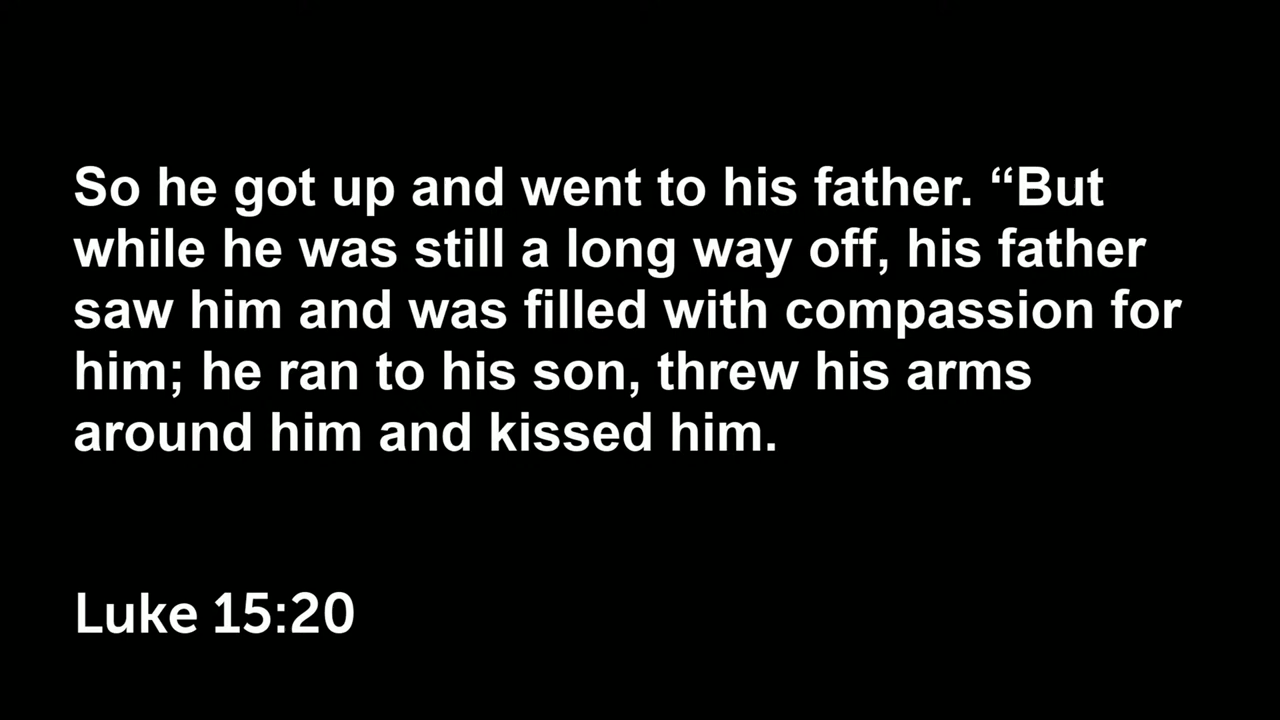 So he got up and went to his father. “But
while he was still a long way off, his father
saw him and was filled with compassion for
him; he ran to his son, threw his arms
around him and kissed him.
Luke 15:20